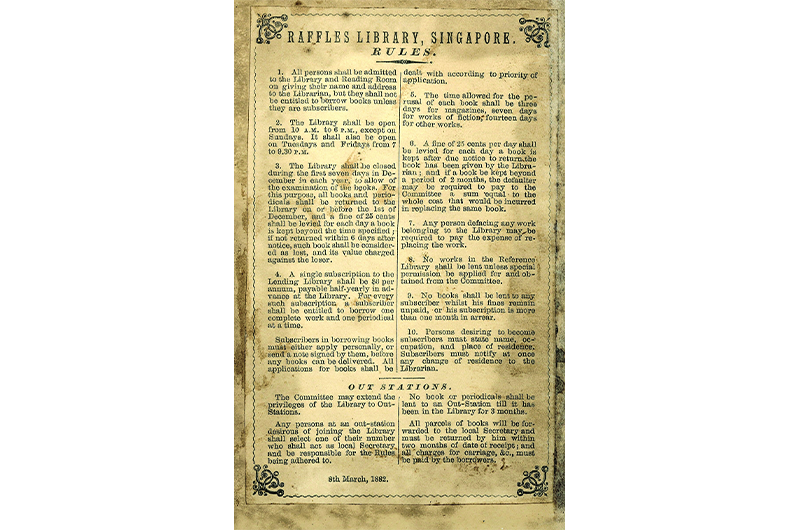 RAFFLES LIBRARY, SINGAPORE.
RULES.
1. All persons shall be admitted
to the Library and Reading Room
on giving their name and address
to the Librarian, but they shall not
be entitled to borrow books unless
they are subscribers.
2. The Library shall be open
from 10 A.M. to 6 P.M., except on
Sundays. It shall also be open
on Tuesdays and Fridays from 7
to 9.30 P.M.
3. The Library shall be closed
during the first seven days in De-
cember in each year, to allow of
the examination of the books. For
this purpose, all books and perio-
dicals shall be returned to the
Library on or before the 1st of
December, and a fine of 25 cents
shall be levied for each day a book
is kept beyond the time specified;
if not returned within 6 days after
notice, such book shall be consider-
ed as lost, and its value charged
against the loser.
4. A single subscription to the
Lending Library shall be $6 per
annum, payable half-yearly in ad-
vance at the Library. For every
such subscription a subscriber
shall be entitled to borrow one
complete work and one periodical
at a time.
Subscribers in borrowing books
must either apply personally, or
send a note signed by them, before
any books can be delivered. All
applications for books shall be
dealt with according to priority of
application.
5. The time allowed for the pe-
rusal of each book shall be three
days for magazines, seven days
for works of fiction, fourteen days
for other works.
6. A fine of 25 cents per day shall
be levied for each day a book is
kept after due notice to return the
book has been given by the Libra-
rian; and if a book be kept beyond
a period of 2 months, the defaulter
may be required to pay to the
Committee a sum equal to the
whole cost that would be incurred
in replacing the same book.
7. Any person defacing any work
belonging to the Library may be
required to pay the expense of re-
placing the work.
8. No works in the Reference
Library shall be lent unless special
permission be applied for and ob-
tained from the Committee.
9. No books shall be lent to any
subscriber whilst his fines remain
unpaid, or his subscription is more
than one month in arrear.
10. Persons desiring to become
subscribers must state name, oc-
cupation, and place of residence.
Subscribers must notify at once
any change of residence to the
Librarian.
OUT STATIONS.
The Committee may extend the
privileges of the Library to Out-
Stations.
Any persons at an out-station
desirous of joining the Library
shall select one of their number
who shall act as local Secretary,
and be responsible for the Rules
being adhered to.
No book or periodicals shall be
lent to an Out-Station till it has
been in the Library for 3 months.
All parcels of books will be for-
warded to the local Secretary and
must be returned by him within
two months of date of receipt; and
all charges for carriage, &c., must
be paid by the borrowers.
8th March, 1882.